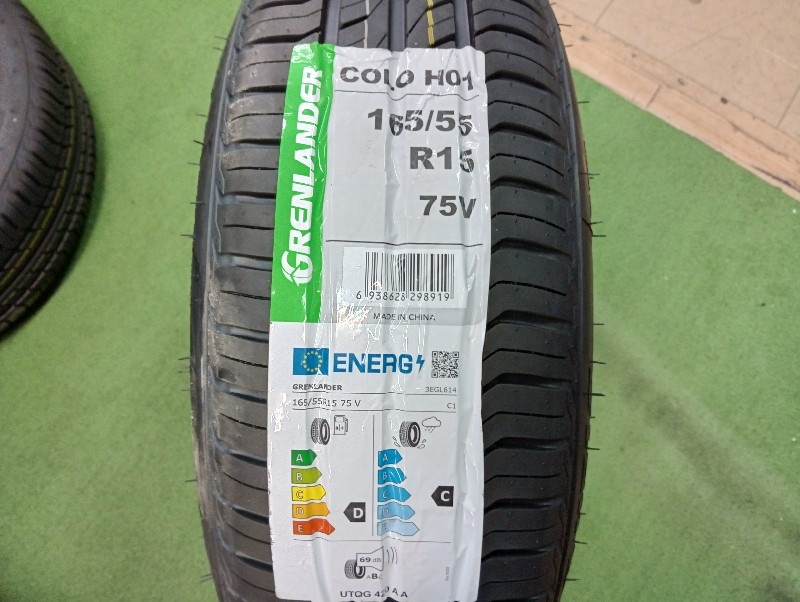 GRENLANDER
COLO H01
165/55
R15
75V
6 938628 298919
MADE IN CHINA
ENERG
GRENLANDER
3EGL614
165/55R15 75 V
C1
A
B
C
D
E
D
A
B
C
D
E
C
69 dB
UTQG
A A